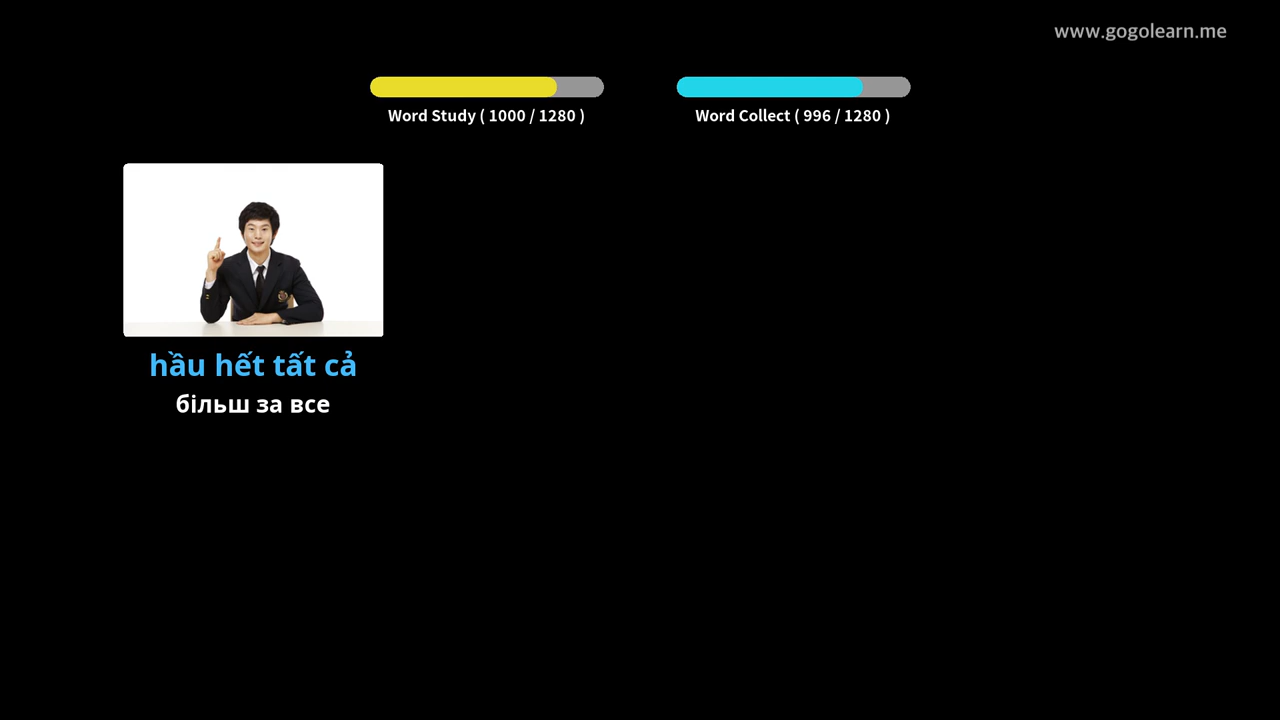 www.gogolearn.me
Word Study ( 1000 / 1280 )
Word Collect ( 996 / 1280 )
hầu hết tất cả
більш за все